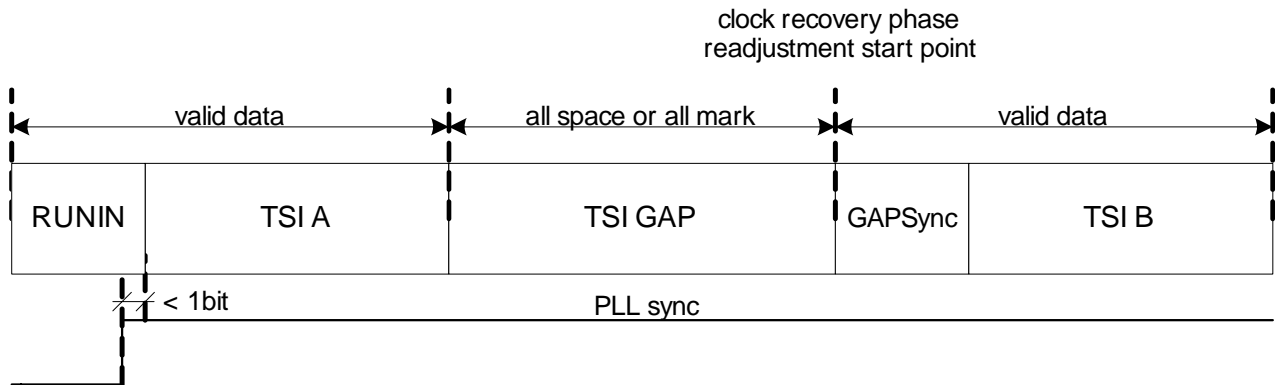 clock recovery phase
readjustment start point
valid data
all space or all mark
valid data
RUNIN
TSI A
TSI GAP
GAPSync
TSI B
< 1bit
PLL sync